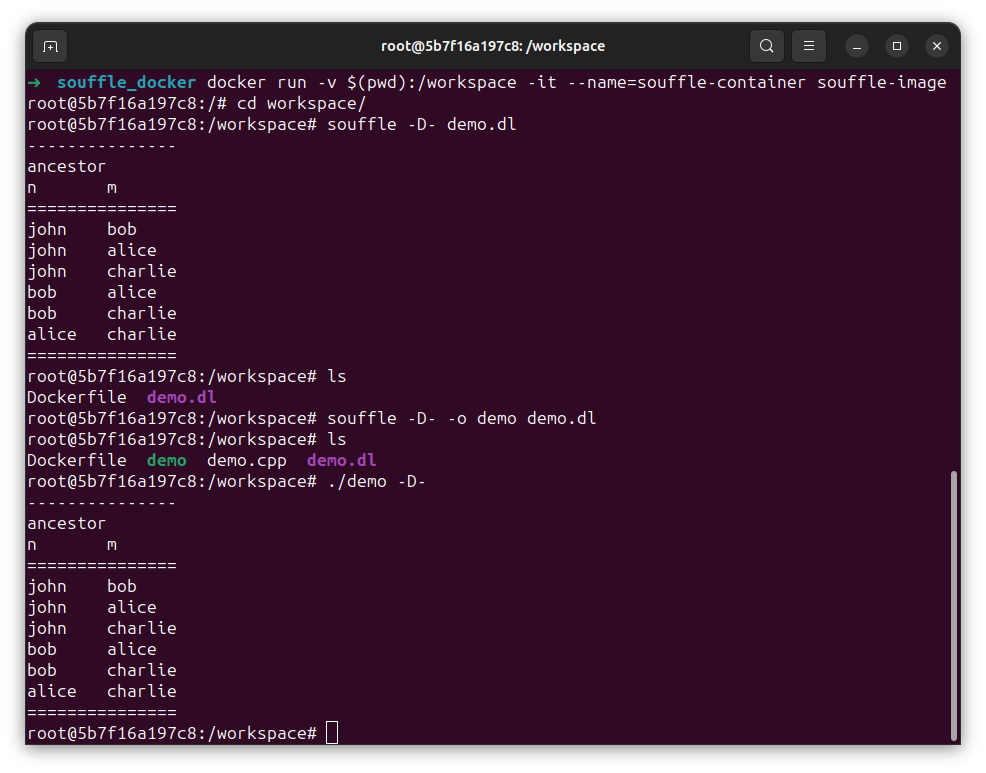 root@5b7f16a197c8: /workspace
➜  souffle_docker docker run -v $(pwd):/workspace -it --name=souffle-container souffle-image
root@5b7f16a197c8:/# cd workspace/
root@5b7f16a197c8:/workspace# souffle -D- demo.dl
---------------
ancestor
n       m
===============
john    bob
john    alice
john    charlie
bob     alice
bob     charlie
alice   charlie
===============
root@5b7f16a197c8:/workspace# ls
Dockerfile  demo.dl
root@5b7f16a197c8:/workspace# souffle -D- -o demo demo.dl
root@5b7f16a197c8:/workspace# ls
Dockerfile  demo  demo.cpp  demo.dl
root@5b7f16a197c8:/workspace# ./demo -D-
---------------
ancestor
n       m
===============
john    bob
john    alice
john    charlie
bob     alice
bob     charlie
alice   charlie
===============
root@5b7f16a197c8:/workspace#